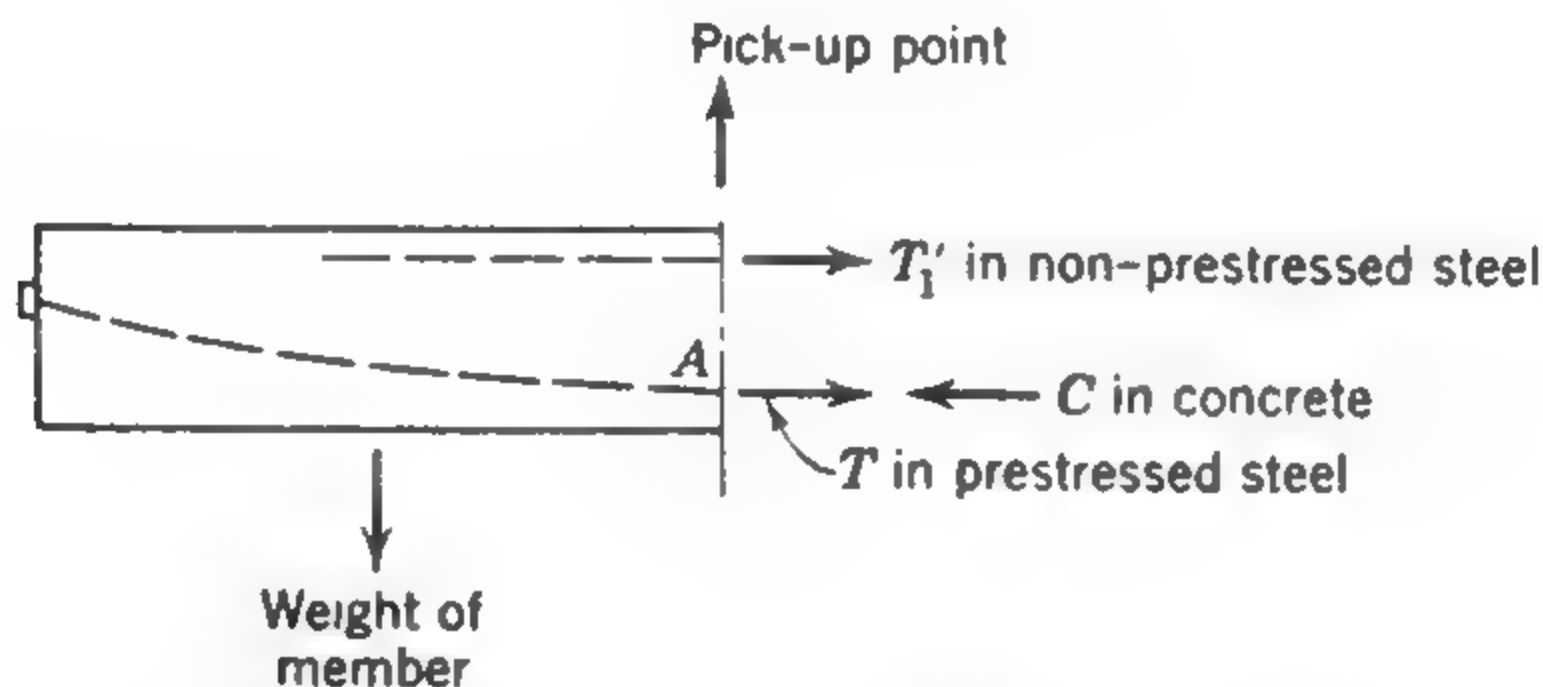 Pick-up point
T₁′ in non-prestressed steel
A
C in concrete
T in prestressed steel
Weight of
member